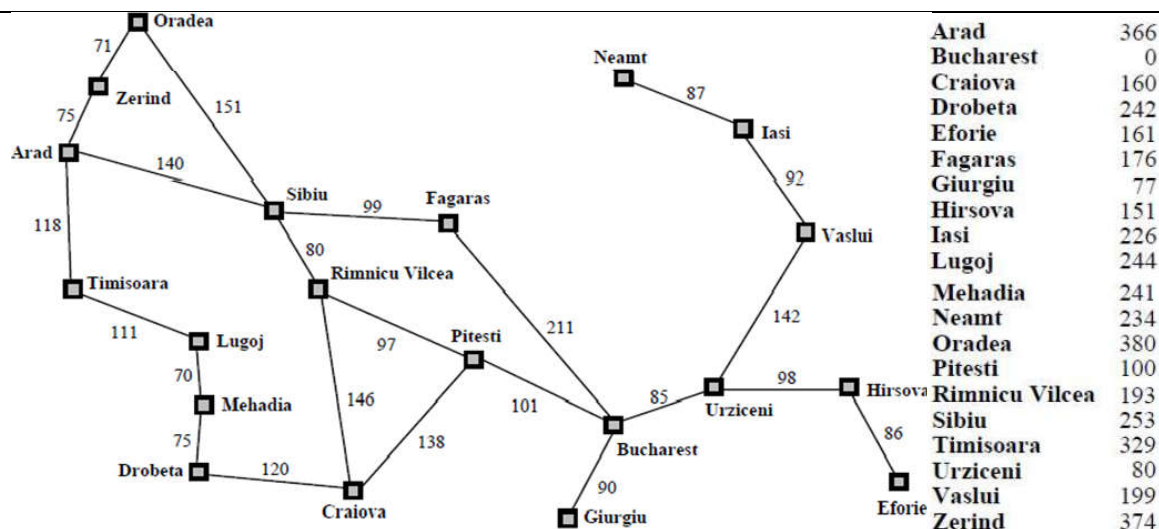 Oradea
71
Neamt
Zerind
87
75
151
Iasi
Arad
140
92
Sibiu
Fagaras
99
118
80
Vaslui
Timisoara
Rimnicu Vilcea
142
111
Lugoj
97
Pitesti
211
70
Mehadia
146
101
85
98
Hirsova
Urziceni
75
138
86
Bucharest
Drobeta
120
90
Craiova
Giurgiu
Eforie
Arad 366
Bucharest 0
Craiova 160
Drobeta 242
Eforie 161
Fagaras 176
Giurgiu 77
Hirsova 151
Iasi 226
Lugoj 244
Mehadia 241
Neamt 234
Oradea 380
Pitesti 100
Rimnicu Vilcea 193
Sibiu 253
Timisoara 329
Urziceni 80
Vaslui 199
Zerind 374